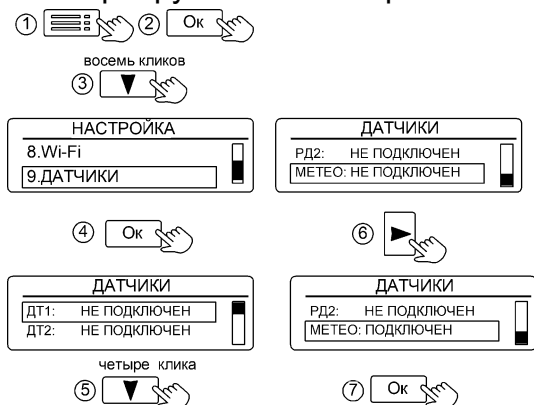 ① ② Ок
восемь кликов
③
НАСТРОЙКА
8.Wi-Fi
9.ДАТЧИКИ
④ Ок
ДАТЧИКИ
ДТ1: НЕ ПОДКЛЮЧЕН
ДТ2: НЕ ПОДКЛЮЧЕН
четыре клика
⑤
ДАТЧИКИ
РД2: НЕ ПОДКЛЮЧЕН
МЕТЕО: НЕ ПОДКЛЮЧЕН
⑥
ДАТЧИКИ
РД2: НЕ ПОДКЛЮЧЕН
МЕТЕО: ПОДКЛЮЧЕН
⑦ Ок